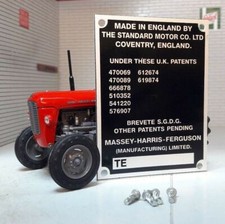 MADE IN ENGLAND BY
THE STANDARD MOTOR CO. LTD
COVENTRY, ENGLAND.
UNDER THESE U.K. PATENTS
470069 612674
470089 619874
666878
510352
541220
576907
BREVETE S.G.D.G.
OTHER PATENTS PENDING
MASSEY-HARRIS-FERGUSON
(MANUFACTURING) LIMITED.
TE